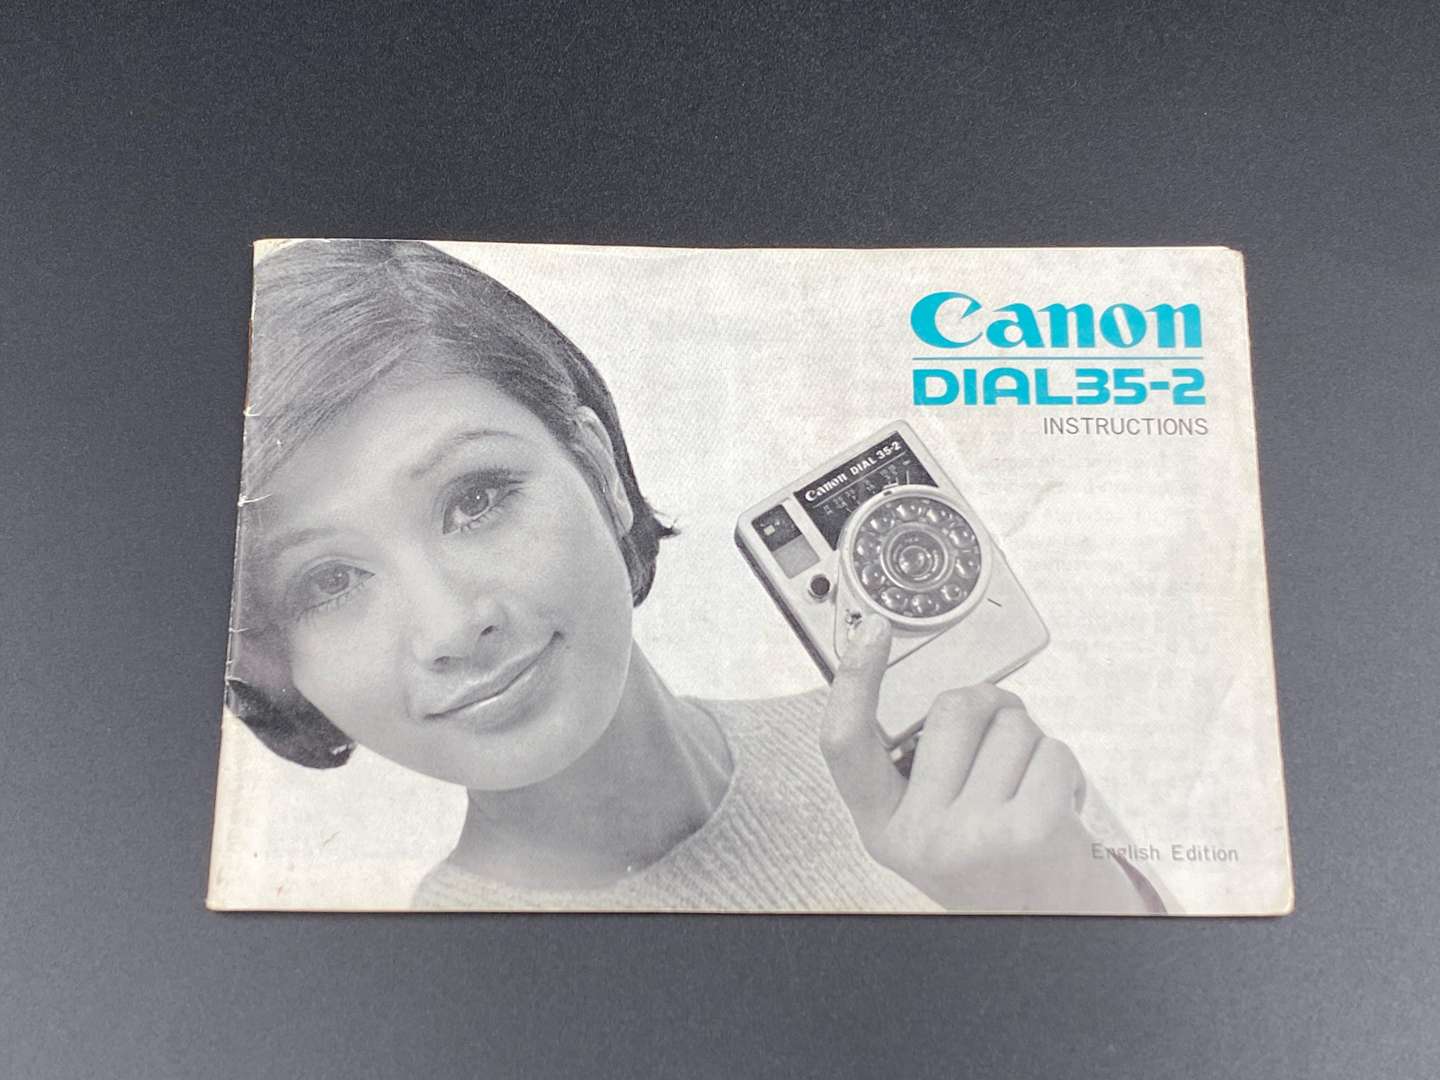 Canon
DIAL35-2
INSTRUCTIONS
Canon DIAL 35-2
English Edition